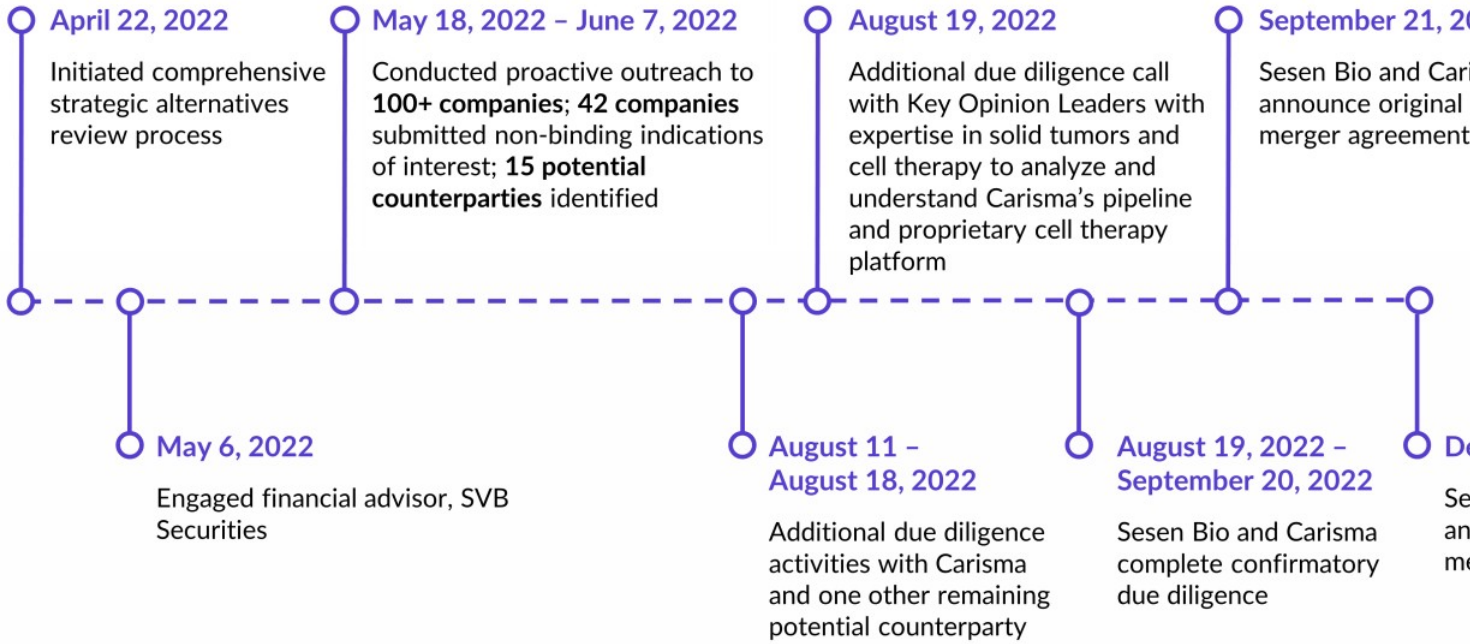 April 22, 2022
Initiated comprehensive
strategic alternatives
review process
May 18, 2022 – June 7, 2022
Conducted proactive outreach to
100+ companies; 42 companies
submitted non-binding indications
of interest; 15 potential
counterparties identified
August 19, 2022
Additional due diligence call
with Key Opinion Leaders with
expertise in solid tumors and
cell therapy to analyze and
understand Carisma’s pipeline
and proprietary cell therapy
platform
September 21,
Sesen Bio and
announce original
merger agreement
May 6, 2022
Engaged financial advisor, SVB
Securities
August 11 –
August 18, 2022
Additional due diligence
activities with Carisma
and one other remaining
potential counterparty
August 19, 2022 –
September 20, 2022
Sesen Bio and Carisma
complete confirmatory
due diligence